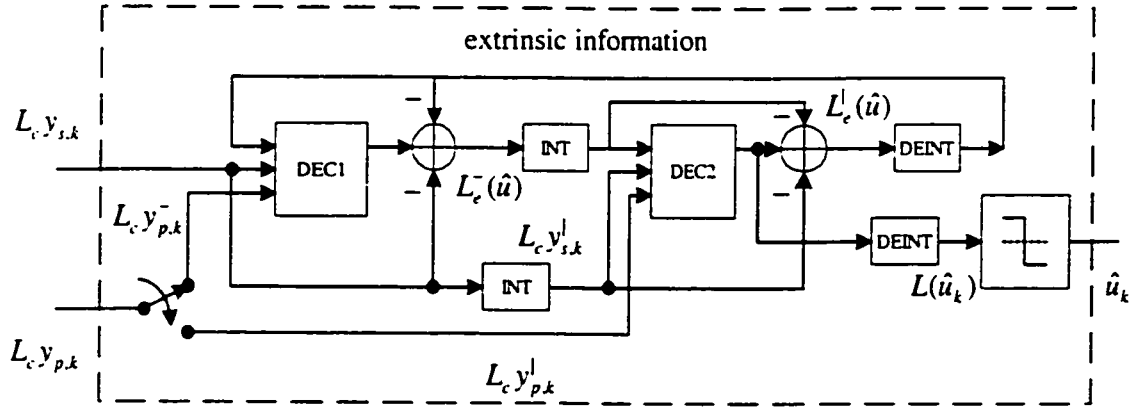 extrinsic information
L_c y_{s,k}
L_e^|(û)
INT
DEINT
DEC1
DEC2
L_e^-(û)
L_c y_{p,k}^-
L_c y_{s,k}^|
DEINT
INT
L(û_k)
û_k
L_c y_{p,k}
L_c y_{p,k}^|